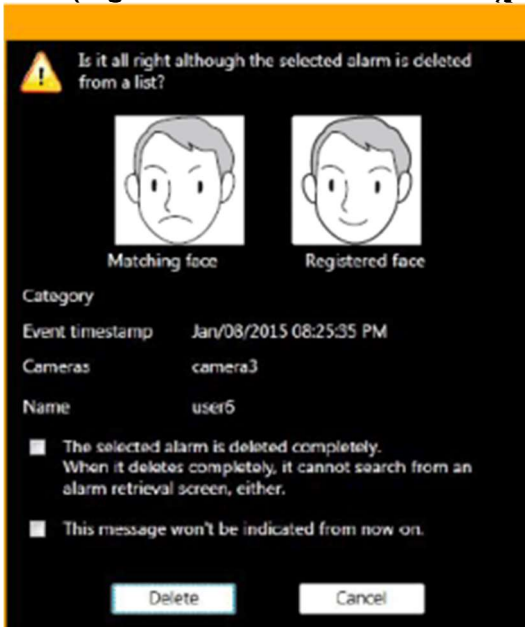 Is it all right although the selected alarm is deleted
from a list?
Matching face Registered face
Category
Event timestamp Jan/08/2015 08:25:35 PM
Cameras camera3
Name user6
The selected alarm is deleted completely.
When it deletes completely, it cannot search from an
alarm retrieval screen, either.
This message won't be indicated from now on.
Delete Cancel